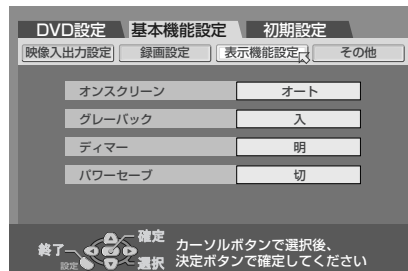 DVD設定 基本機能設定 初期設定
映像入出力設定 録画設定 表示機能設定 その他
オンスクリーン オート
グレーバック 入
ディマー 明
パワーセーブ 切
終了 確定 カーソルボタンで選択後、
設定 選択 決定ボタンで確定してください